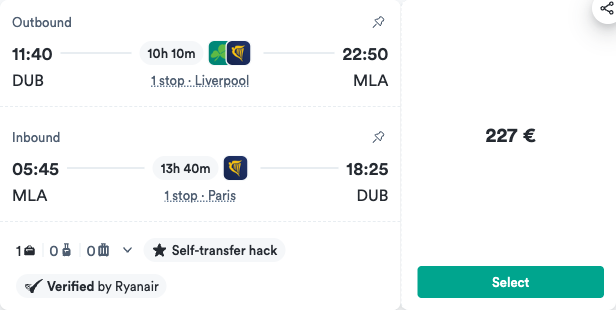 Outbound
11:40 10h 10m 22:50
DUB 1 stop · Liverpool MLA
Inbound
05:45 13h 40m 18:25
MLA 1 stop · Paris DUB
227 €
1 0 0 Self-transfer hack
Verified by Ryanair
Select